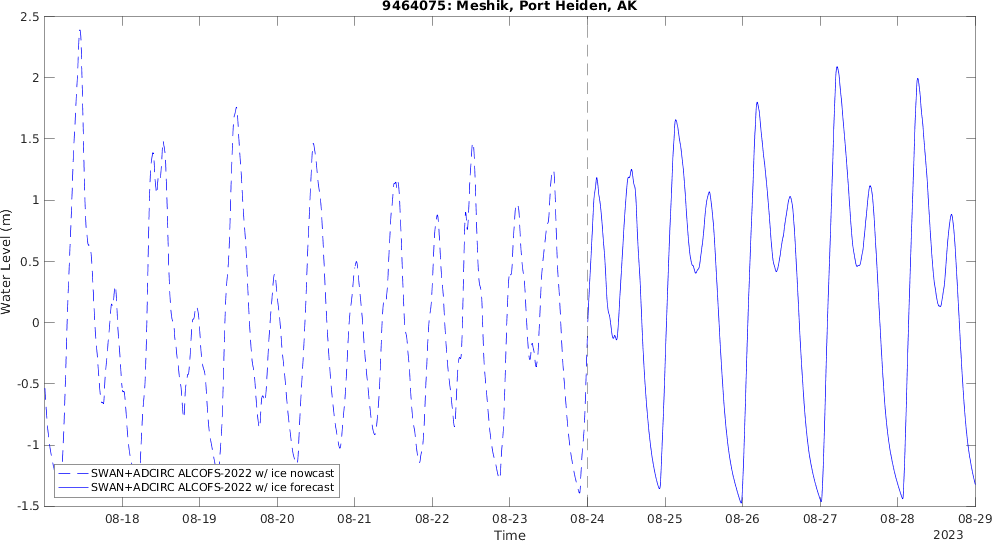 9464075: Meshik, Port Heiden, AK
2.5
2
1.5
1
0.5
0
-0.5
-1
-1.5
Water Level (m)
SWAN+ADCIRC ALCOFS-2022 w/ ice nowcast
SWAN+ADCIRC ALCOFS-2022 w/ ice forecast
08-18 08-19 08-20 08-21 08-22 08-23 08-24 08-25 08-26 08-27 08-28 08-29
Time
2023